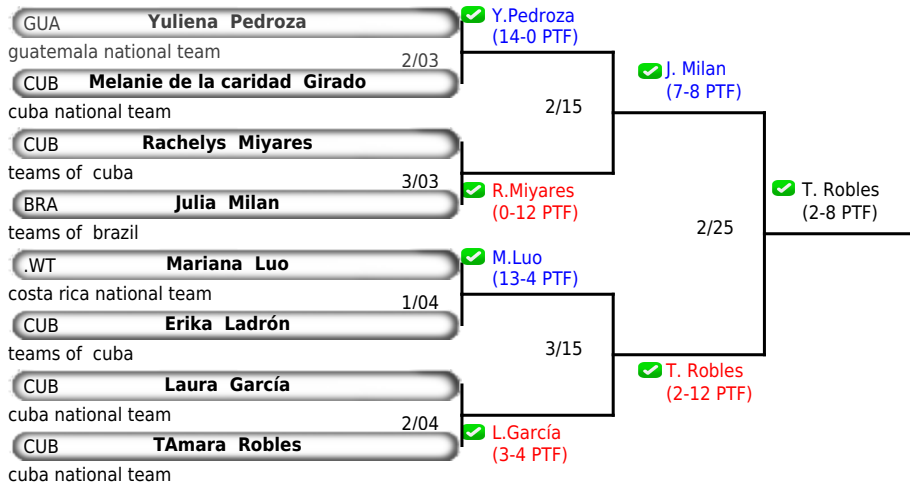 GUA Yuliena Pedroza
guatemala national team
2/03
CUB Melanie de la caridad Girado
cuba national team
CUB Rachelys Miyares
teams of cuba
3/03
BRA Julia Milan
teams of brazil
.WT Mariana Luo
costa rica national team
1/04
CUB Erika Ladrón
teams of cuba
CUB Laura García
cuba national team
2/04
CUB TAmara Robles
cuba national team
Y.Pedroza
(14-0 PTF)
2/15
R.Miyares
(0-12 PTF)
M.Luo
(13-4 PTF)
3/15
L.García
(3-4 PTF)
J. Milan
(7-8 PTF)
2/25
T. Robles
(2-12 PTF)
T. Robles
(2-8 PTF)